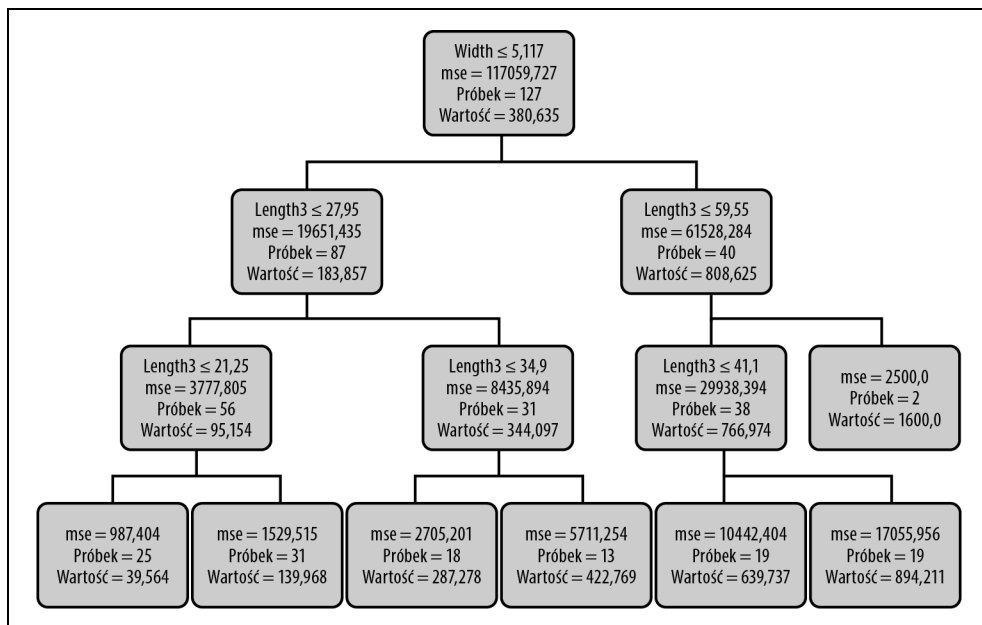 Width ≤ 5,117
mse = 117059,727
Próbek = 127
Wartość = 380,635
Length3 ≤ 27,95
mse = 19651,435
Próbek = 87
Wartość = 183,857
Length3 ≤ 59,55
mse = 61528,284
Próbek = 40
Wartość = 808,625
Length3 ≤ 21,25
mse = 3777,805
Próbek = 56
Wartość = 95,154
Length3 ≤ 34,9
mse = 8435,894
Próbek = 31
Wartość = 344,097
Length3 ≤ 41,1
mse = 29938,394
Próbek = 38
Wartość = 766,974
mse = 2500,0
Próbek = 2
Wartość = 1600,0
mse = 987,404
Próbek = 25
Wartość = 39,564
mse = 1529,515
Próbek = 31
Wartość = 139,968
mse = 2705,201
Próbek = 18
Wartość = 287,278
mse = 5711,254
Próbek = 13
Wartość = 422,769
mse = 10442,404
Próbek = 19
Wartość = 639,737
mse = 17055,956
Próbek = 19
Wartość = 894,211